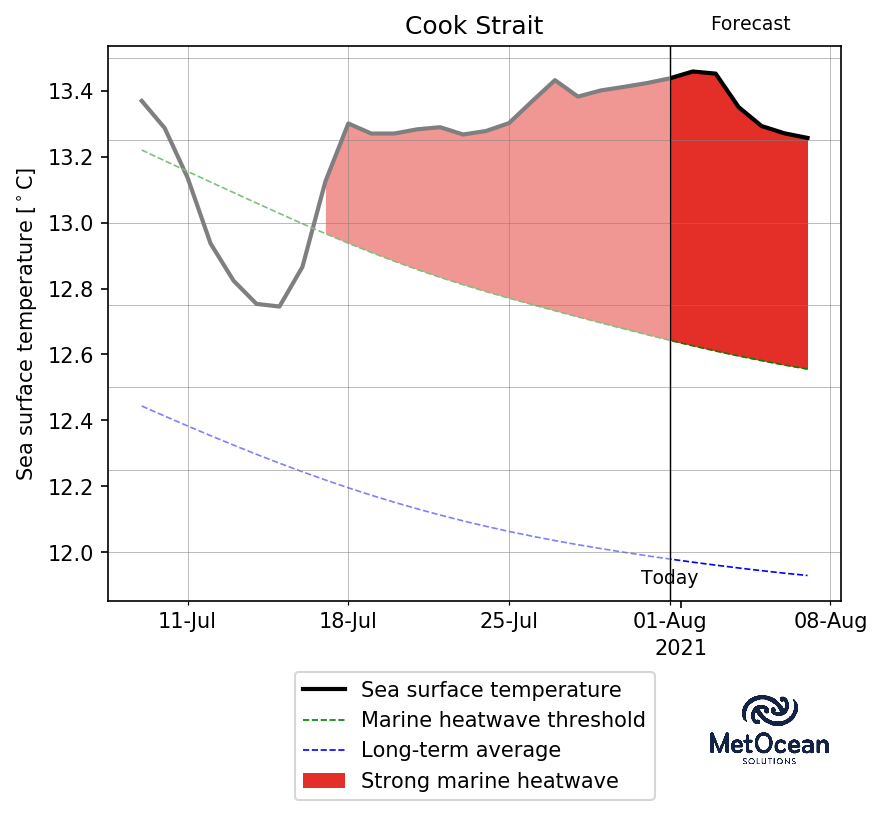 Cook Strait
Forecast
Sea surface temperature [°C]
13.4
13.2
13.0
12.8
12.6
12.4
12.2
12.0
Today
11-Jul 18-Jul 25-Jul 01-Aug 08-Aug
2021
Sea surface temperature
Marine heatwave threshold
Long-term average
Strong marine heatwave
MetOcean
SOLUTIONS